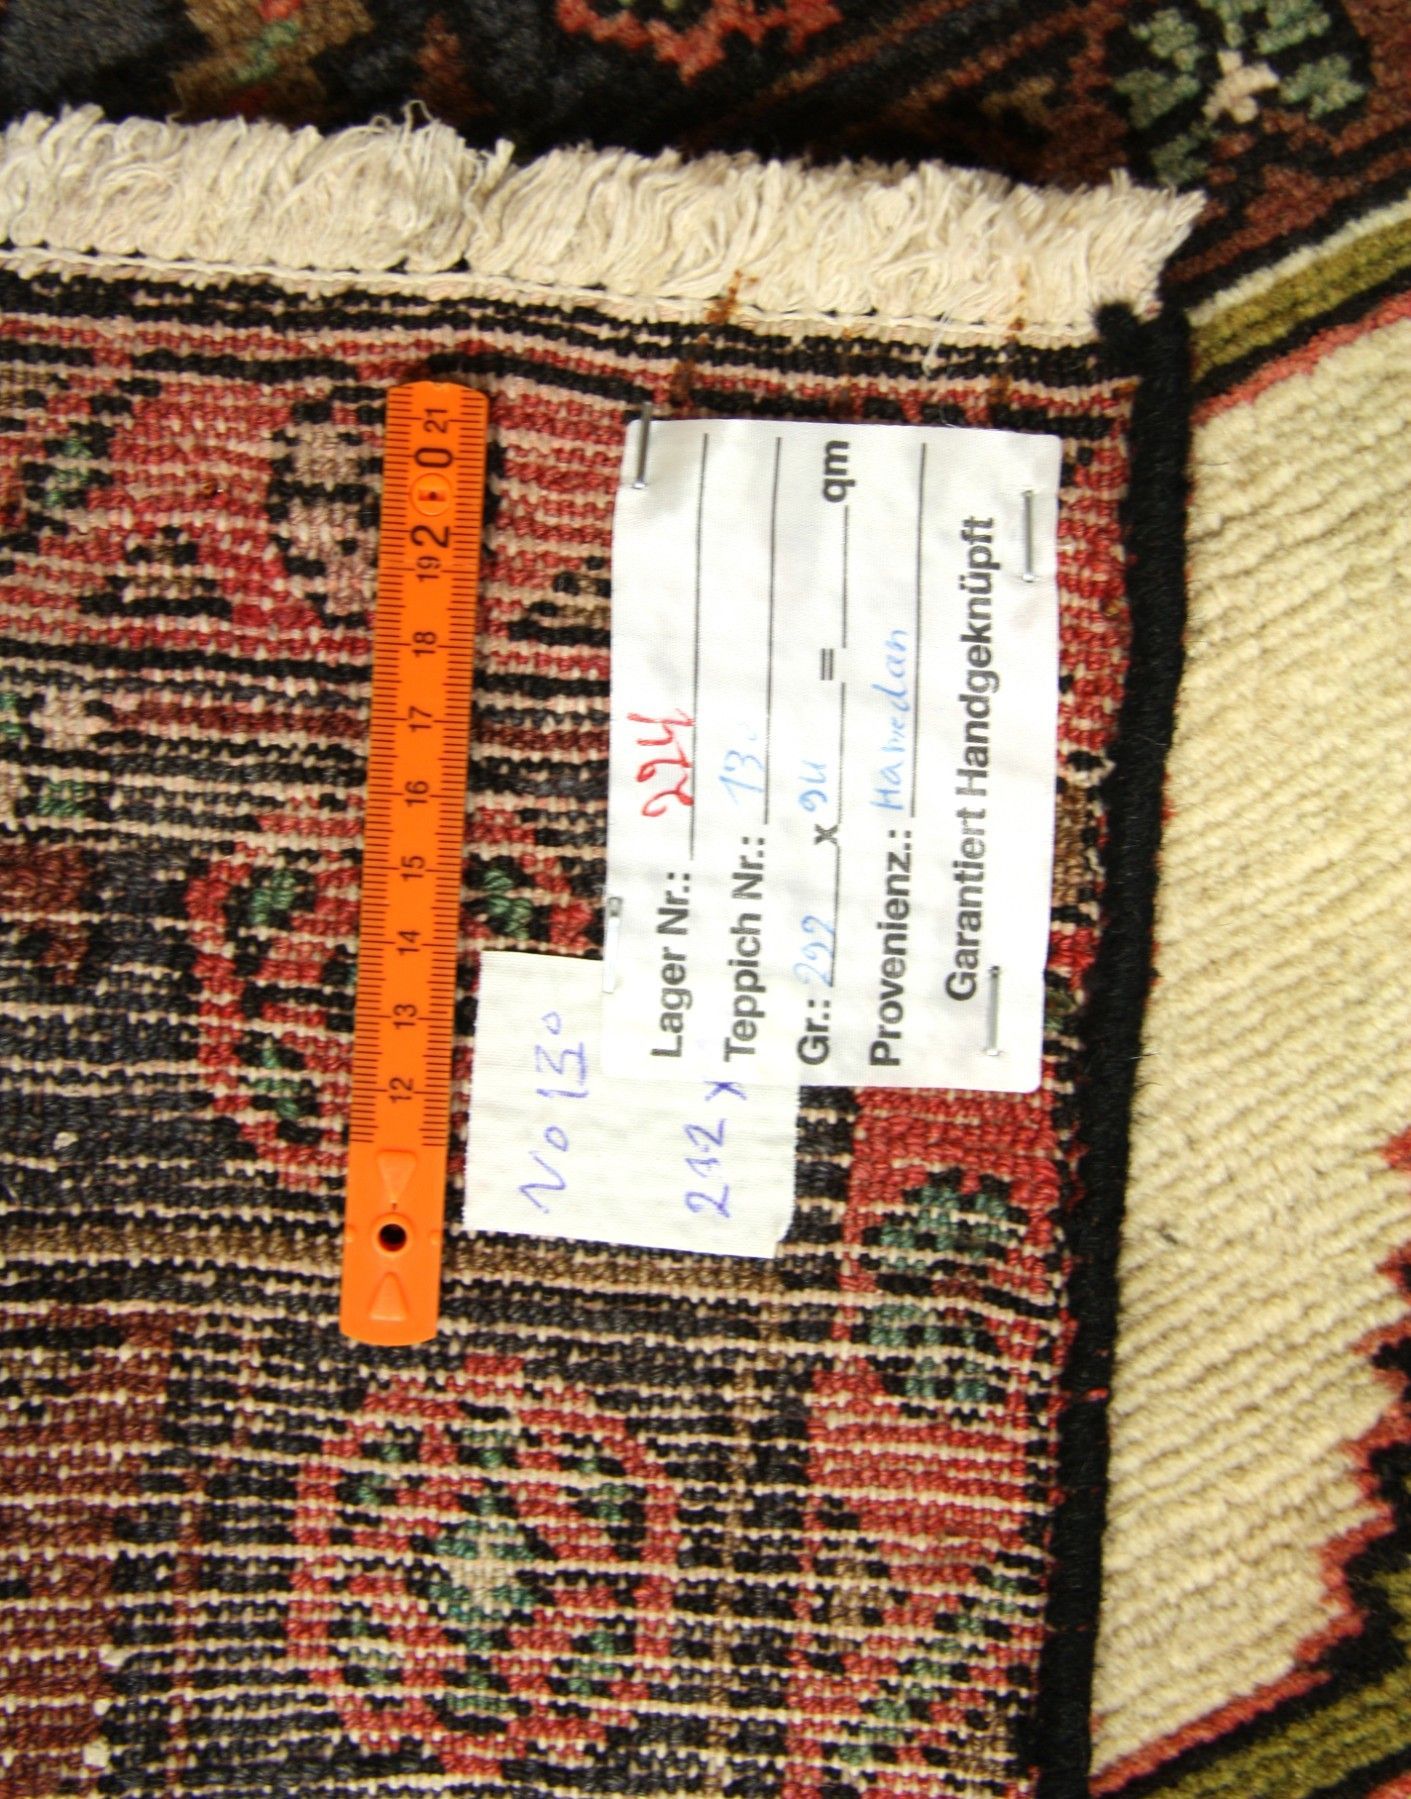 Lager Nr.: 224
Teppich Nr.: 130
Gr.: 292 x 94 = qm
Provenienz.: Hamedan
Garantiert Handgeknüpft
No 130
292 x
12 13 14 15 16 17 18 19 20 21